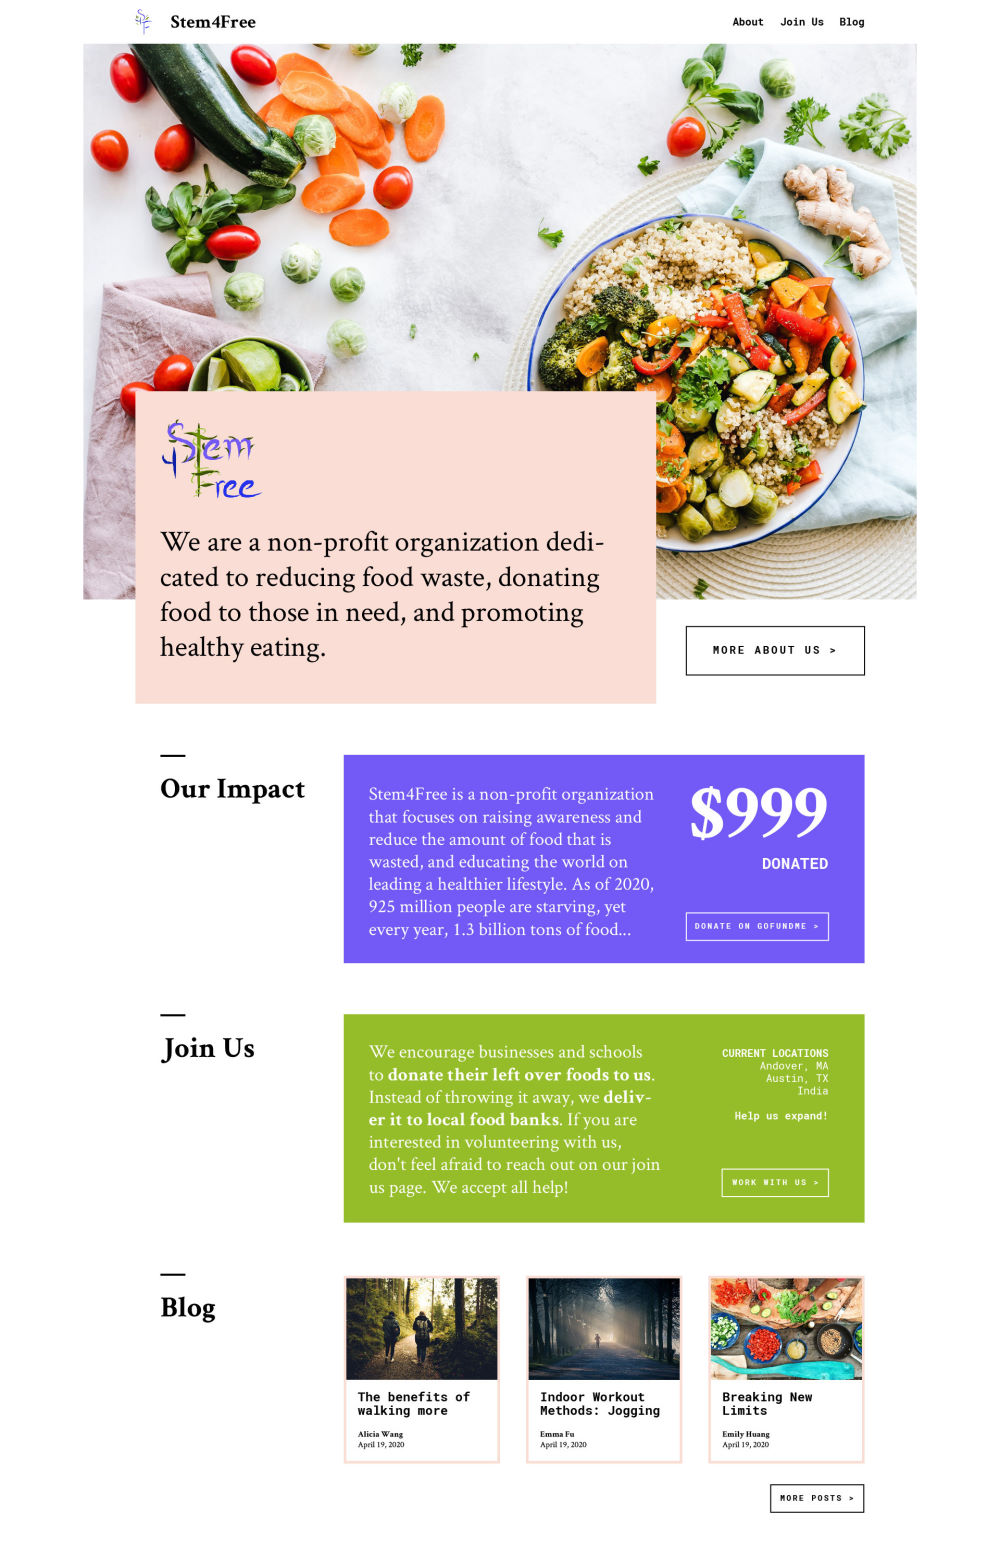 Stem4Free
About Join Us Blog
Stem
4
Free
We are a non-profit organization dedi-
cated to reducing food waste, donating
food to those in need, and promoting
healthy eating.
MORE ABOUT US >
Our Impact
Stem4Free is a non-profit organization
that focuses on raising awareness and
reduce the amount of food that is
wasted, and educating the world on
leading a healthier lifestyle. As of 2020,
925 million people are starving, yet
every year, 1.3 billion tons of food...
$999
DONATED
DONATE ON GOFUNDME >
Join Us
We encourage businesses and schools
to donate their left over foods to us.
Instead of throwing it away, we deliv-
er it to local food banks. If you are
interested in volunteering with us,
don't feel afraid to reach out on our join
us page. We accept all help!
CURRENT LOCATIONS
Andover, MA
Austin, TX
India
Help us expand!
WORK WITH US >
Blog
The benefits of
walking more
Alicia Wang
April 19, 2020
Indoor Workout
Methods: Jogging
Emma Fu
April 19, 2020
Breaking New
Limits
Emily Huang
April 19, 2020
MORE POSTS >